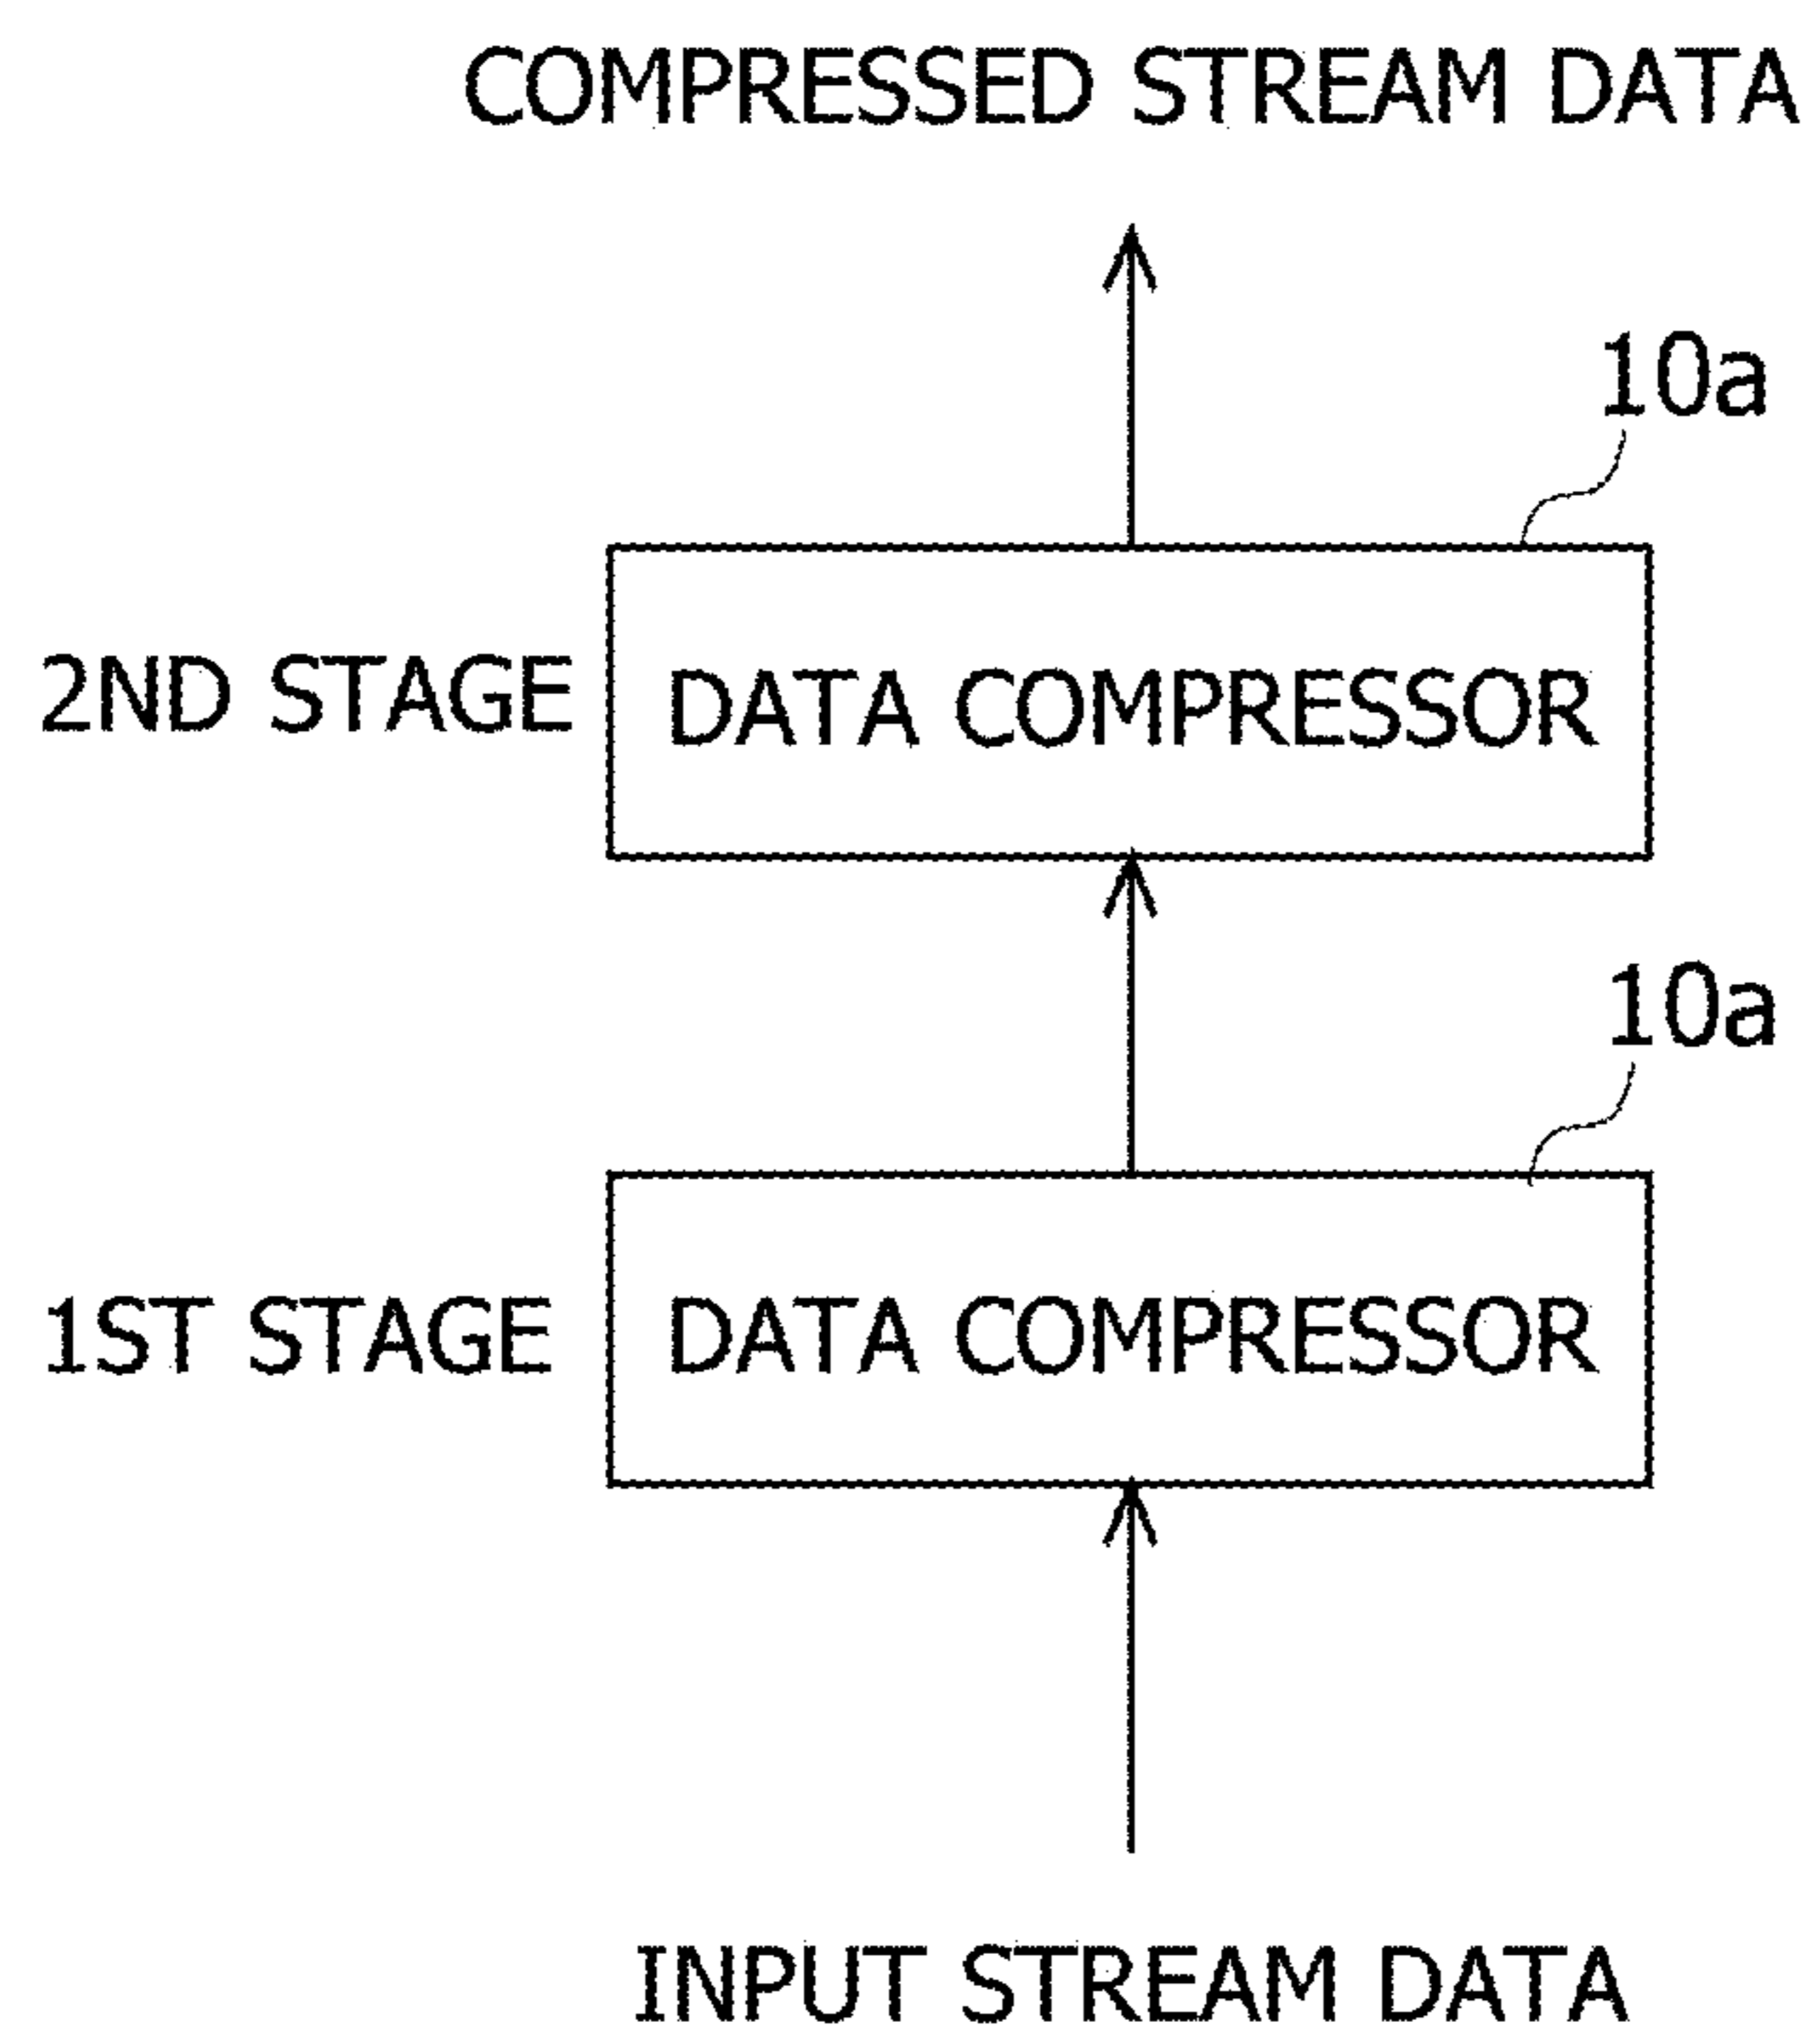 COMPRESSED STREAM DATA
10a
2ND STAGE
DATA COMPRESSOR
10a
1ST STAGE
DATA COMPRESSOR
INPUT STREAM DATA